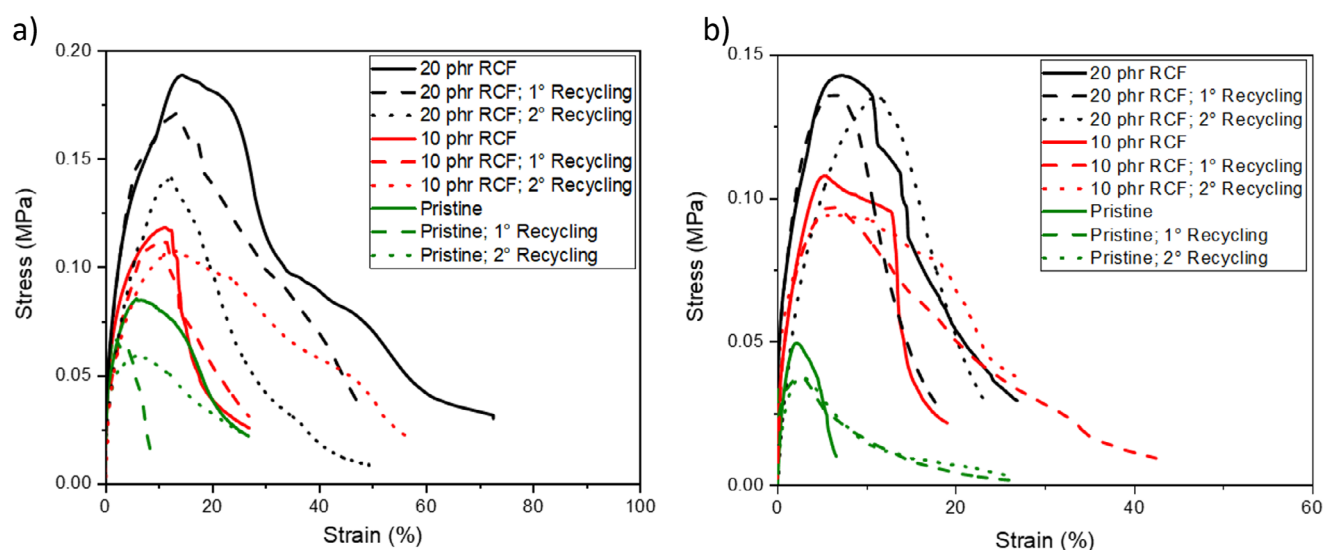 a)
0.20
0.15
0.10
0.05
0.00
Stress (MPa)
0
20
40
60
80
100
Strain (%)
20 phr RCF
20 phr RCF; 1° Recycling
20 phr RCF; 2° Recycling
10 phr RCF
10 phr RCF; 1° Recycling
10 phr RCF; 2° Recycling
Pristine
Pristine; 1° Recycling
Pristine; 2° Recycling
b)
0.15
0.10
0.05
0.00
Stress (MPa)
0
20
40
60
Strain (%)
20 phr RCF
20 phr RCF; 1° Recycling
20 phr RCF; 2° Recycling
10 phr RCF
10 phr RCF; 1° Recycling
10 phr RCF; 2° Recycling
Pristine
Pristine; 1° Recycling
Pristine; 2° Recycling